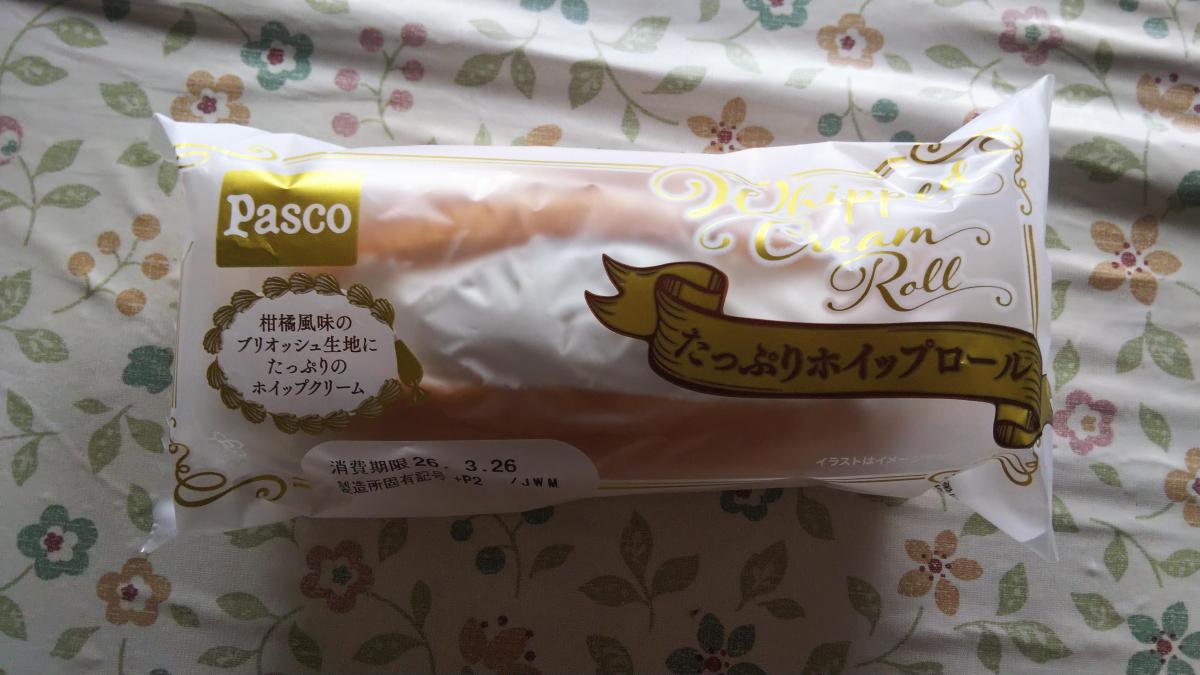 Pasco
Whipped
Cream
Roll
柑橘風味の
ブリオッシュ生地に
たっぷりの
ホイップクリーム
たっぷりホイップロール
消費期限 26. 3.26
製造所固有記号 +P2 /JWM
イラストはイメージ